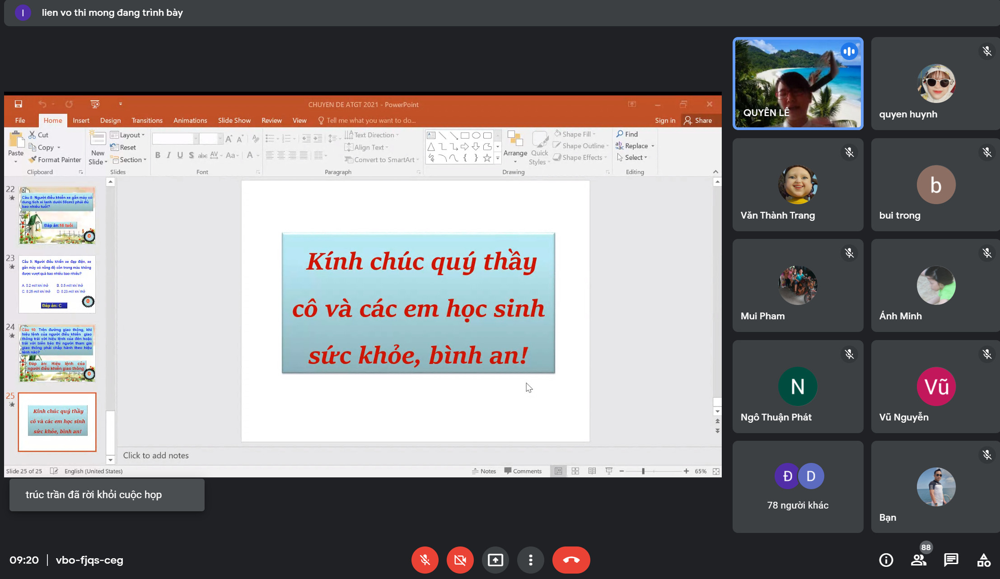 lien vo thi mong đang trình bày
CHUYEN DE ATGT 2021 - PowerPoint
File Home Insert Design Transitions Animations Slide Show Review View Tell me what you want to do... Sign in Share
Paste
Cut
Copy
Format Painter
Clipboard
New Slide
Layout
Reset
Section
Slides
Font
Text Direction
Align Text
Convert to SmartArt
Paragraph
Arrange
Quick Styles
Shape Fill
Shape Outline
Shape Effects
Drawing
Find
Replace
Select
Editing
22
Câu 8: Người điều khiển xe gắn máy có
dung tích xi lanh dưới 50cm3 phải đủ
bao nhiêu tuổi?
Đáp án:16 tuổi
0
23
Câu 9: Người điều khiển xe đạp điện, xe
gắn máy có nồng độ cồn trong máu không
được vượt quá bao nhiêu bao nhiêu?
A. 0.2 mill khí thở B. 0.5 mill khí thở
C. 0.25 mill khí thở D. 0.23 mill khí thở
Đáp án: C
0
24
Câu 10: Trên đường giao thông, khi
hiệu lệnh của người điều khiển giao
thông trái với hiệu lệnh của đèn hoặc
trái với biển báo thì người tham gia
giao thông phải chấp hành theo hiệu
lệnh nào?
Đáp án: Hiệu lệnh của
người điều khiển giao thông
0
25
Kính chúc quý thầy
cô và các em học sinh
sức khỏe, bình an!
Kính chúc quý thầy
cô và các em học sinh
sức khỏe, bình an!
Click to add notes
Slide 25 of 25 English (United States) Notes Comments 65%
trúc trần đã rời khỏi cuộc họp
QUYÊN LÊ
quyen huynh
Văn Thành Trang
b
bui trong
Mui Pham
Ánh Minh
N
Ngô Thuận Phát
Vũ
Vũ Nguyễn
Đ D
78 người khác
Bạn
09:20 | vbo-fjqs-ceg
88